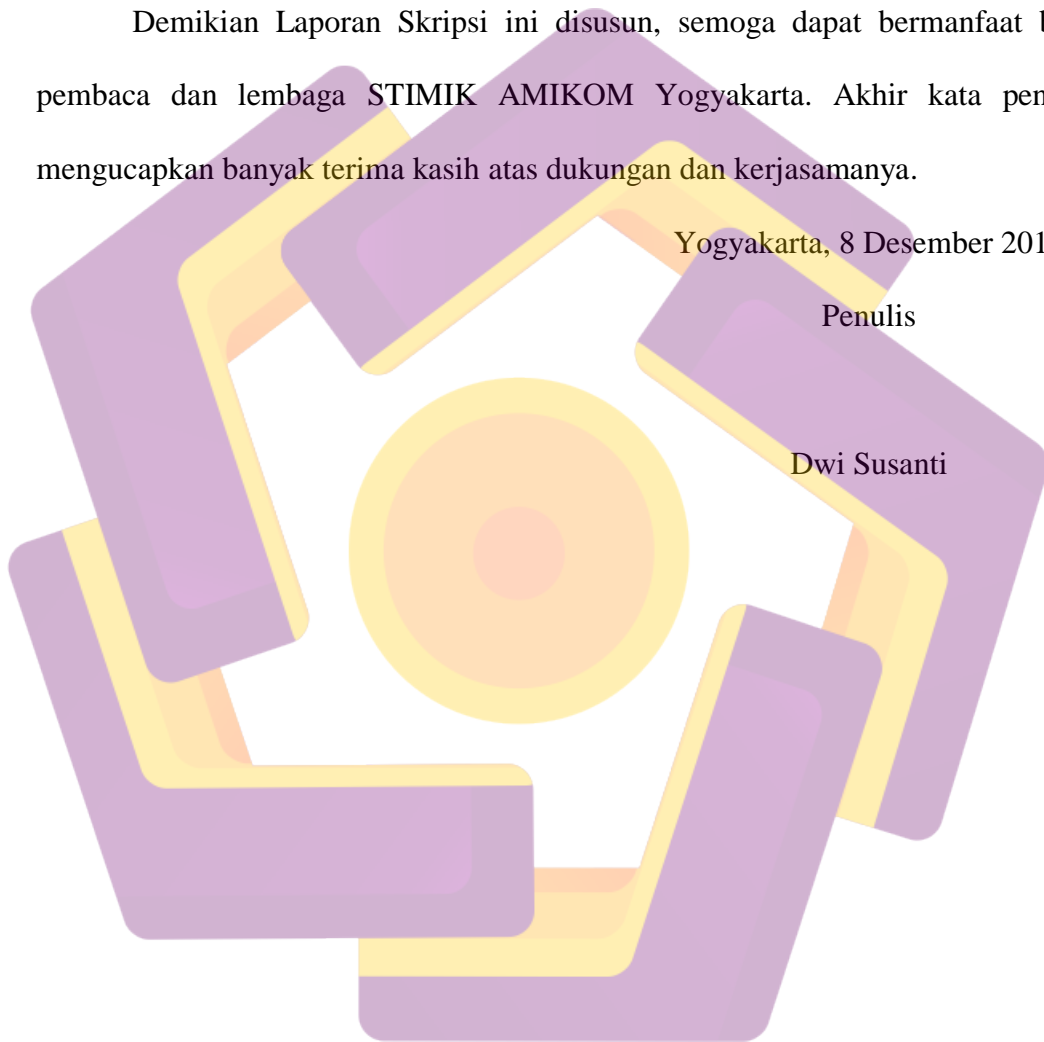 Demikian Laporan Skripsi ini disusun, semoga dapat bermanfaat
pembaca dan lembaga STIMIK AMIKOM Yogyakarta. Akhir kata
mengucapkan banyak terima kasih atas dukungan dan kerjasamanya.
Yogyakarta, 8 Desember
Penulis
Dwi Susanti